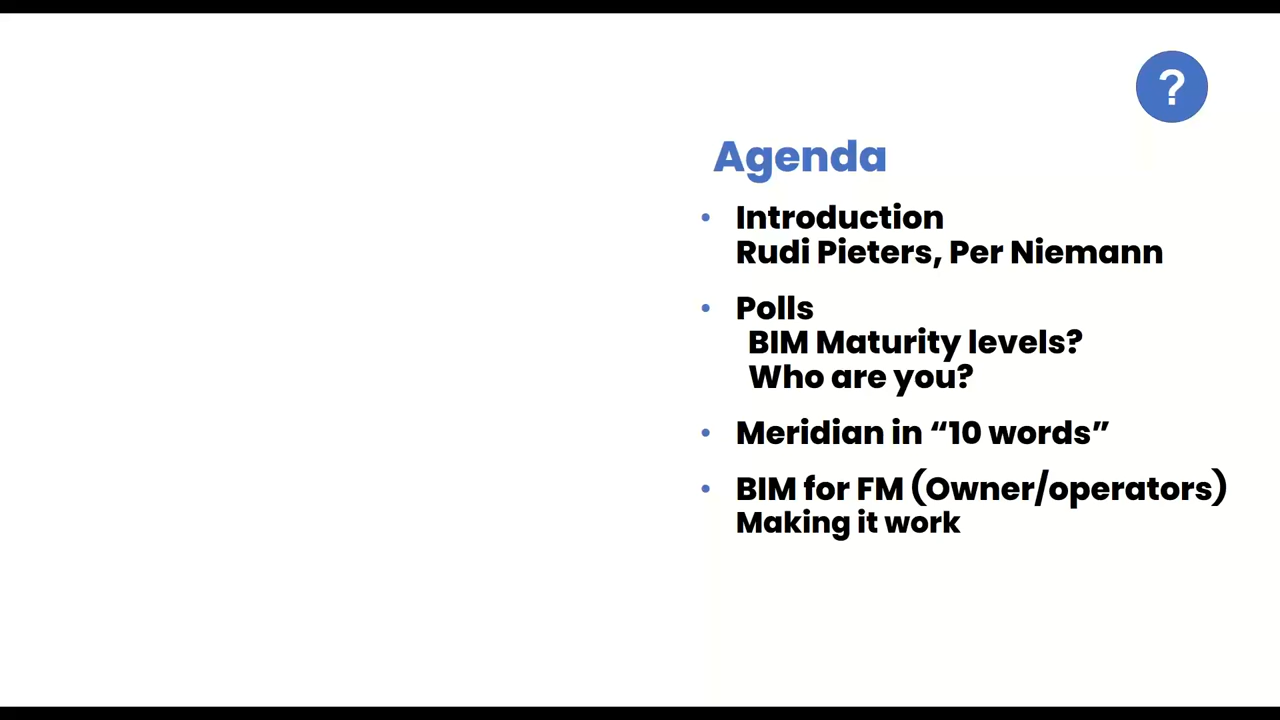 ?
Agenda
• Introduction
Rudi Pieters, Per Niemann
• Polls
BIM Maturity levels?
Who are you?
• Meridian in “10 words”
• BIM for FM (Owner/operators)
Making it work